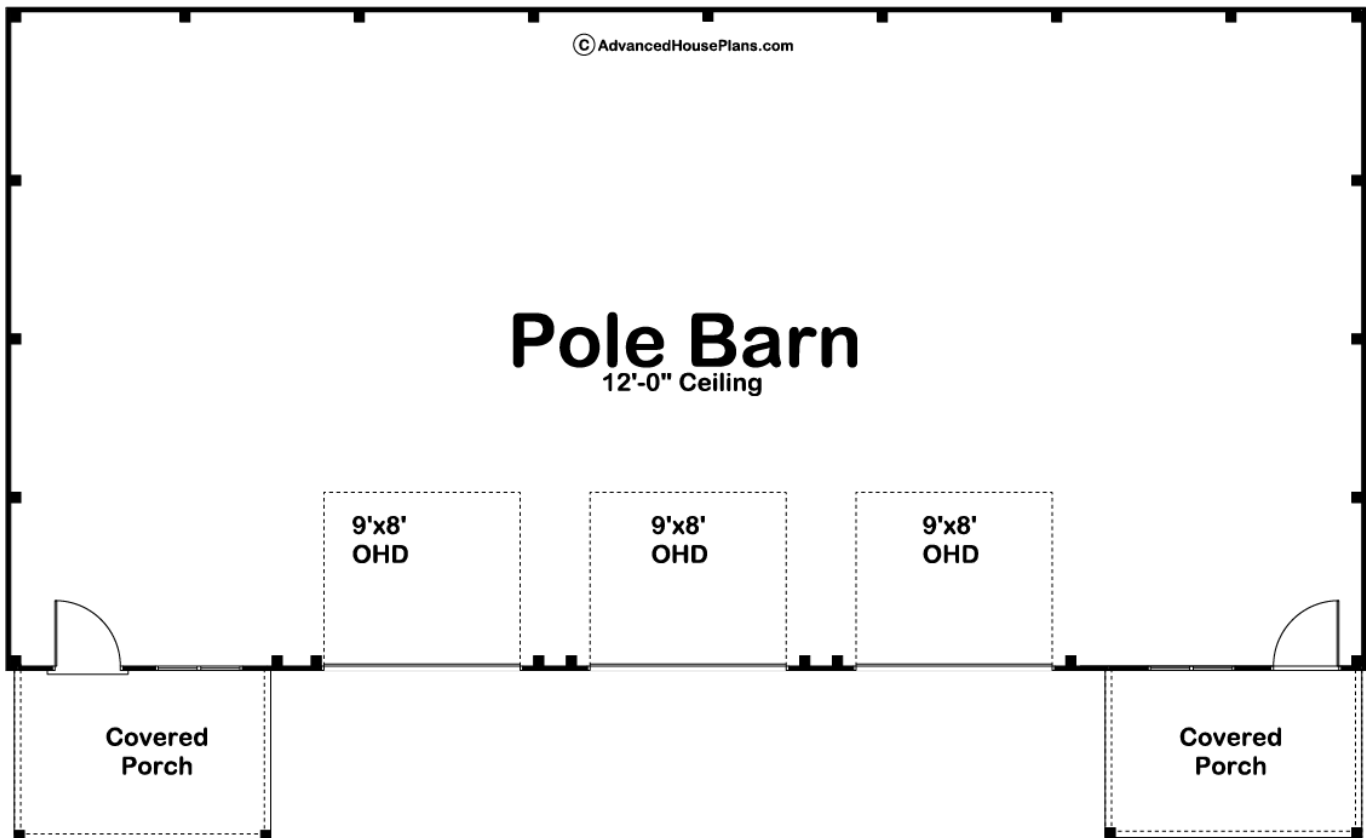 © AdvancedHousePlans.com
Pole Barn
12'-0" Ceiling
9'x8'
OHD
9'x8'
OHD
9'x8'
OHD
Covered
Porch
Covered
Porch